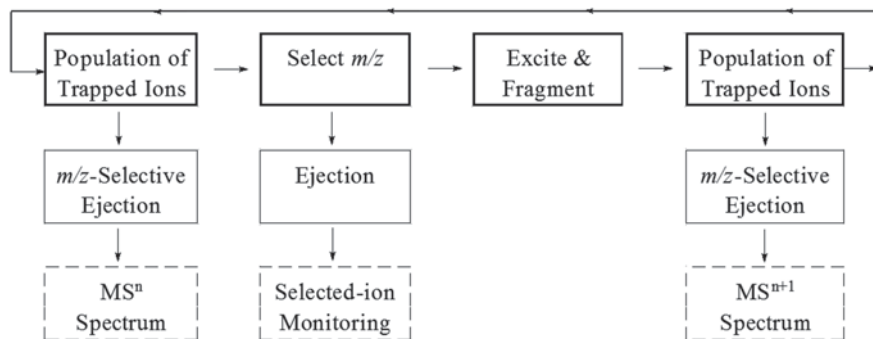 Population of
Trapped Ions
Select m/z
Excite &
Fragment
Population of
Trapped Ions
m/z-Selective
Ejection
Ejection
m/z-Selective
Ejection
MSⁿ
Spectrum
Selected-ion
Monitoring
MSⁿ⁺¹
Spectrum